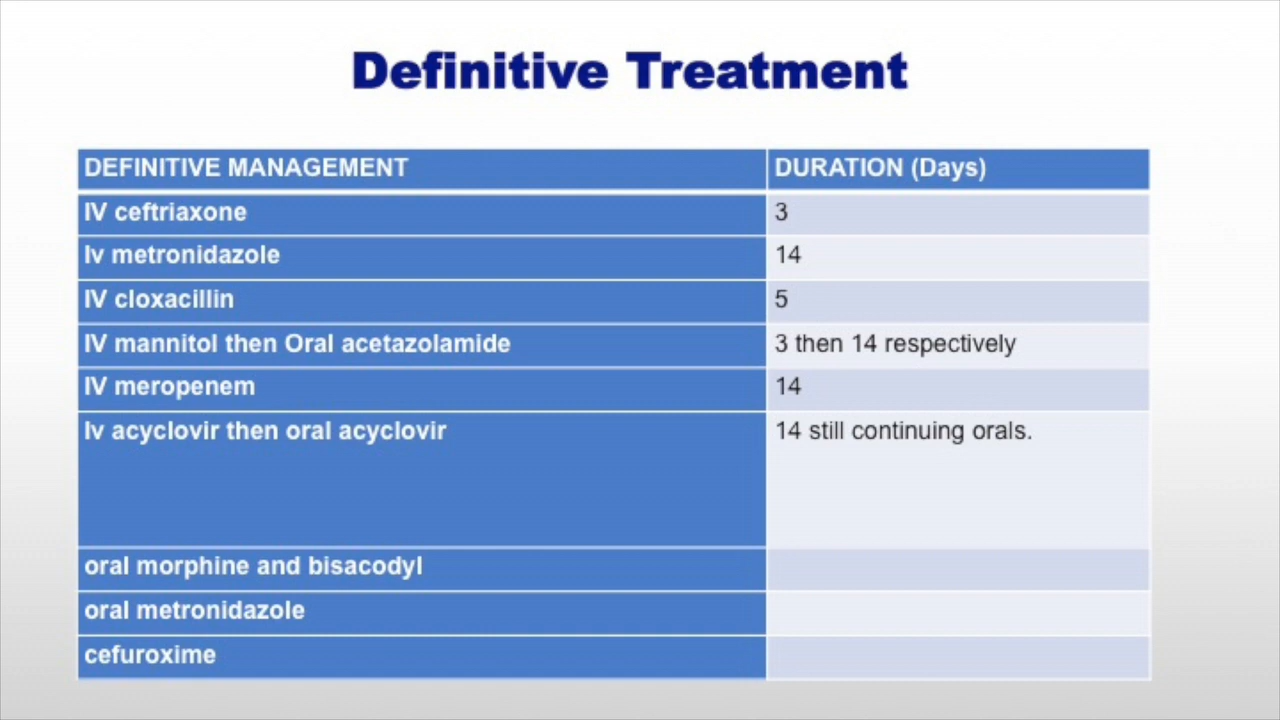 Definitive Treatment
DEFINITIVE MANAGEMENT DURATION (Days)
IV ceftriaxone 3
Iv metronidazole 14
IV cloxacillin 5
IV mannitol then Oral acetazolamide 3 then 14 respectively
IV meropenem 14
Iv acyclovir then oral acyclovir 14 still continuing orals.
oral morphine and bisacodyl
oral metronidazole
cefuroxime